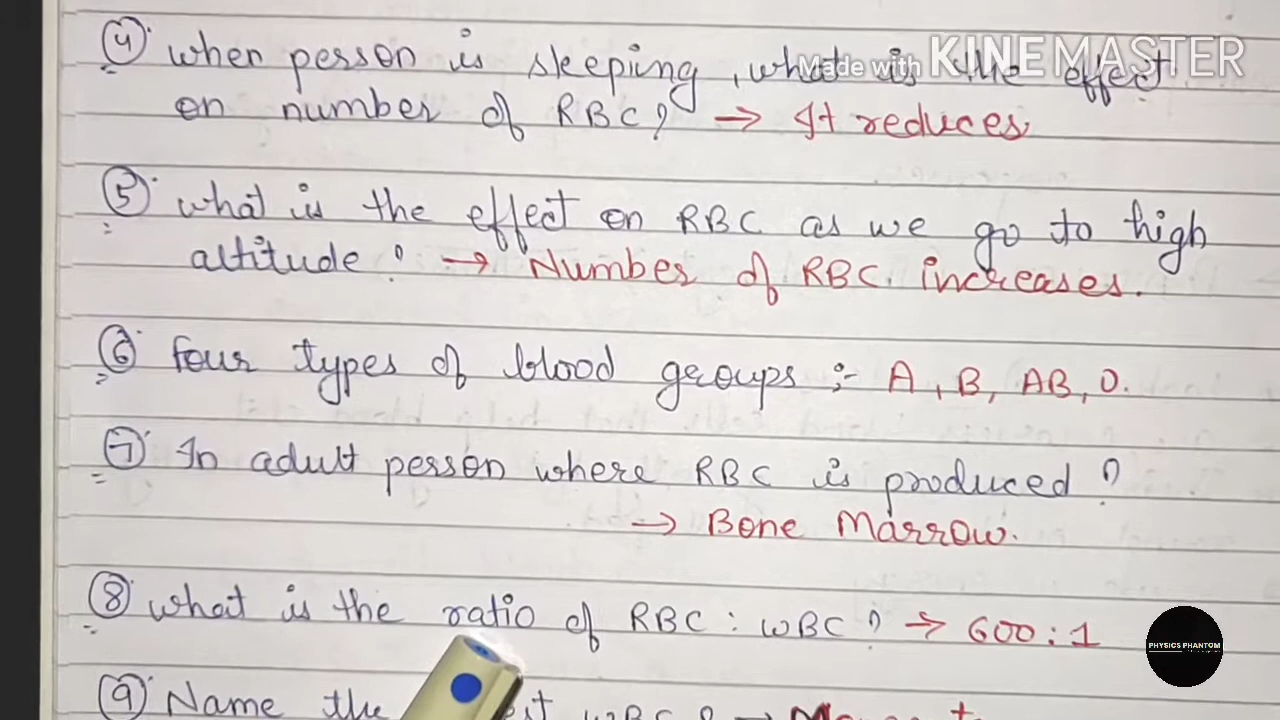 ④ when person is sleeping, what is the effect
Made with KINEMASTER
on number of RBC? → It reduces
⑤ what is the effect on RBC as we go to high
altitude? → Number of RBC increases.
⑥ four types of blood groups :- A, B, AB, O.
⑦ In adult person where RBC is produced?
→ Bone Marrow.
⑧ what is the ratio of RBC : WBC? → 600 : 1
PHYSICS PHANTOM
⑨ Name the WBC? →